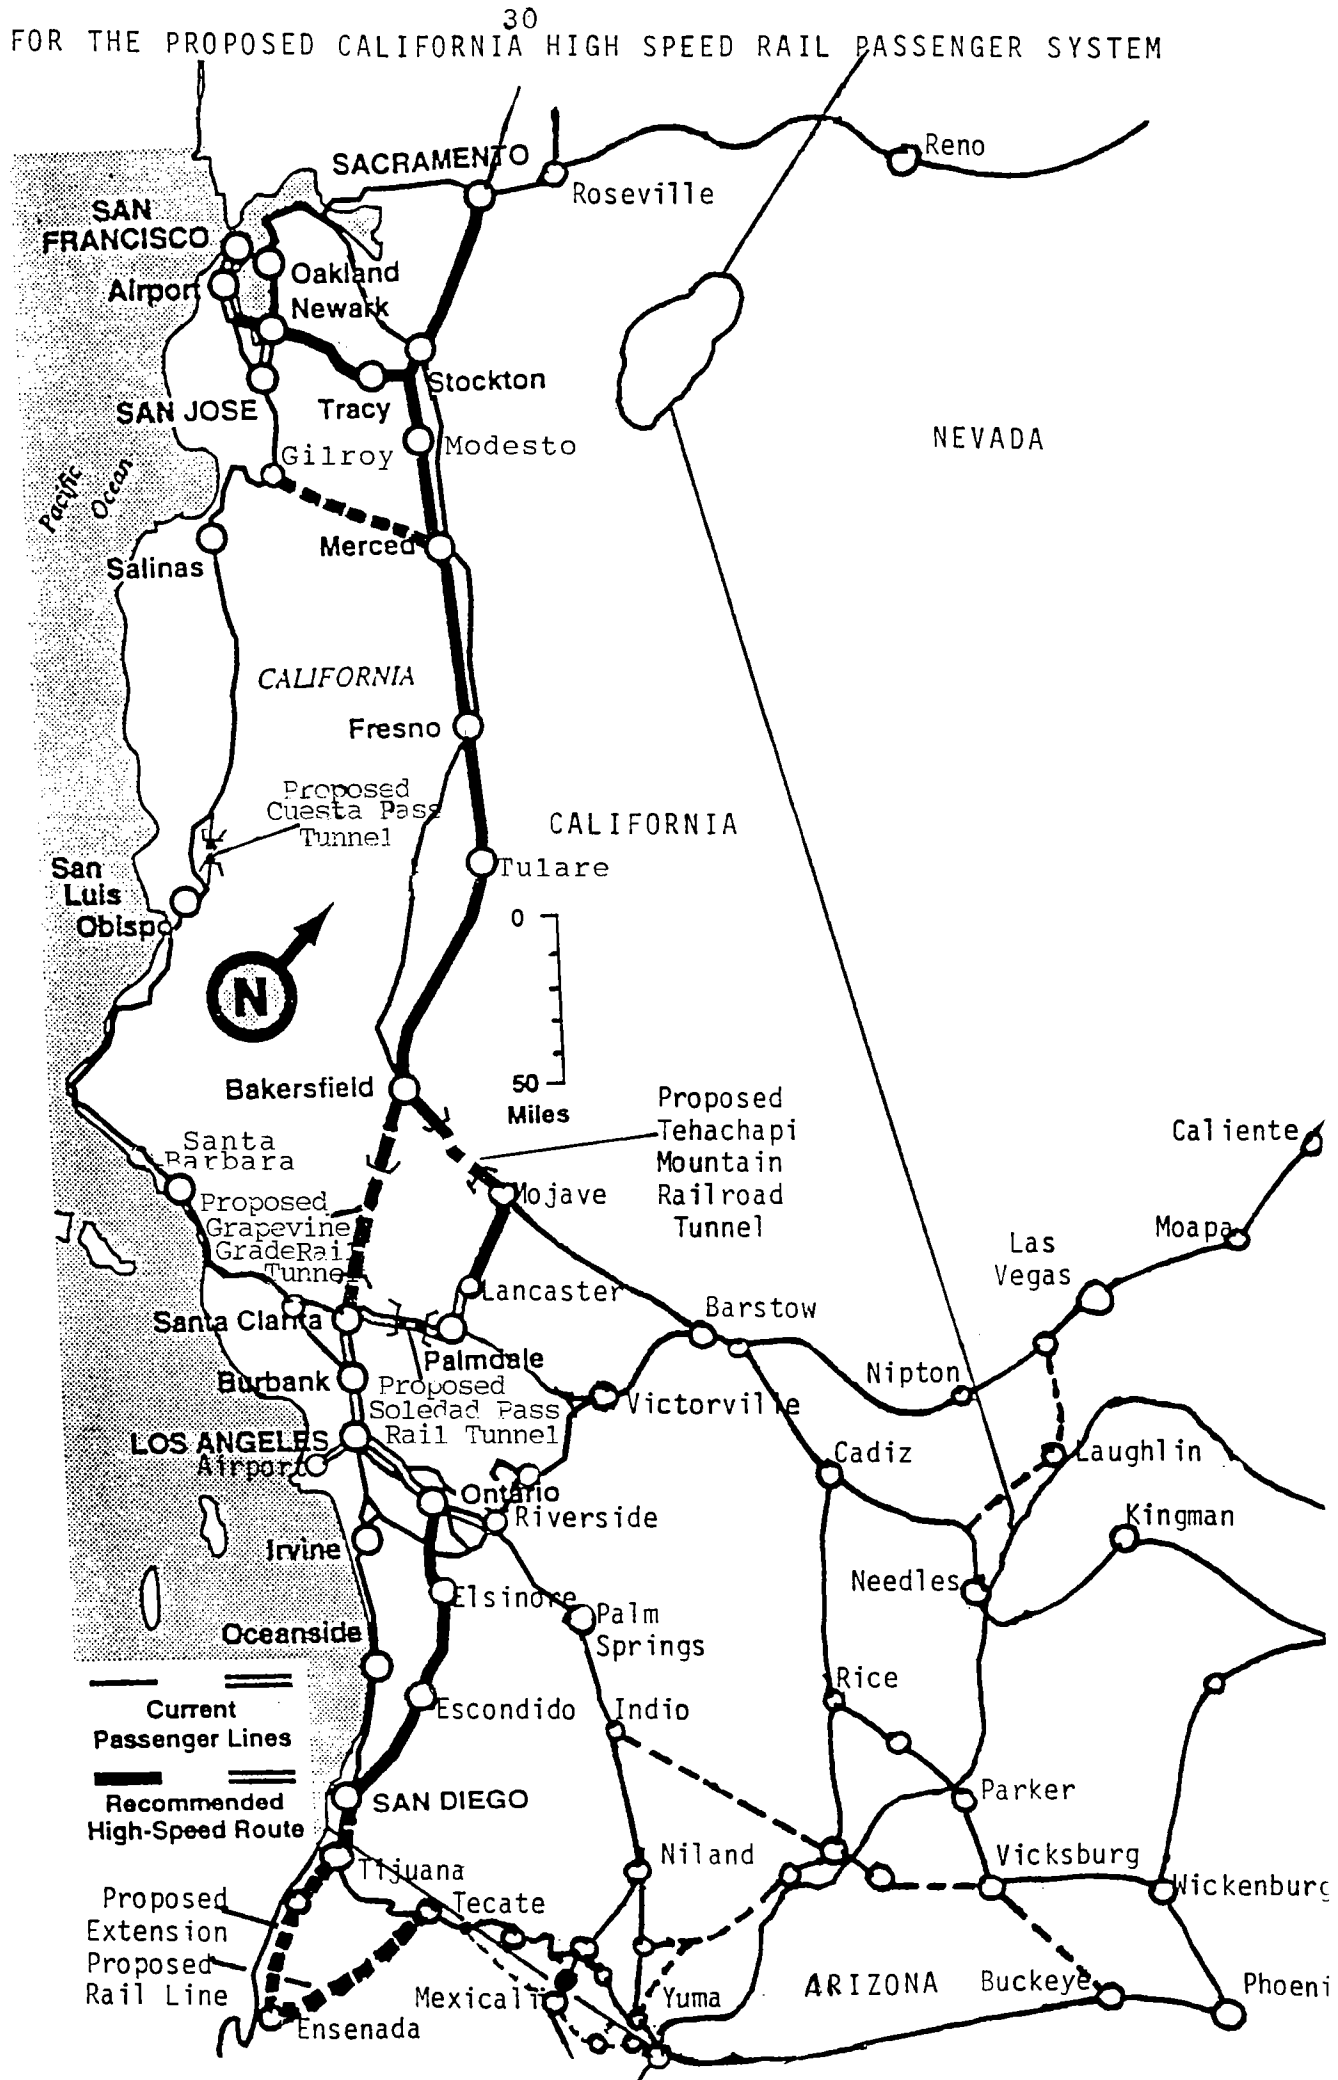 30
FOR THE PROPOSED CALIFORNIA HIGH SPEED RAIL PASSENGER SYSTEM
Reno
SACRAMENTO
Roseville
SAN
FRANCISCO
Oakland
Airport
Newark
Stockton
SAN JOSE
Tracy
NEVADA
Modesto
Gilroy
Pacific
Ocean
Merced
Salinas
CALIFORNIA
Fresno
Proposed
Cuesta Pass
Tunnel
CALIFORNIA
San
Luis
Obispo
Tulare
0
N
50
Miles
Bakersfield
Proposed
Tehachapi
Mountain
Railroad
Tunnel
Caliente
Santa
Barbara
Mojave
Proposed
Grapevine
GradeRail
Tunnel
Moapa
Las
Vegas
Lancaster
Santa Clarita
Barstow
Palmdale
Nipton
Burbank
Proposed
Soledad Pass
Rail Tunnel
Victorville
LOS ANGELES
Airport
Cadiz
Laughlin
Ontario
Riverside
Kingman
Irvine
Elsinore
Needles
Palm
Springs
Oceanside
Rice
Current
Passenger Lines
Escondido
Indio
Recommended
High-Speed Route
SAN DIEGO
Parker
Tijuana
Niland
Vicksburg
Wickenburg
Proposed
Extension
Tecate
Proposed
Rail Line
Mexicali
Yuma
ARIZONA
Buckeye
Phoeni
Ensenada